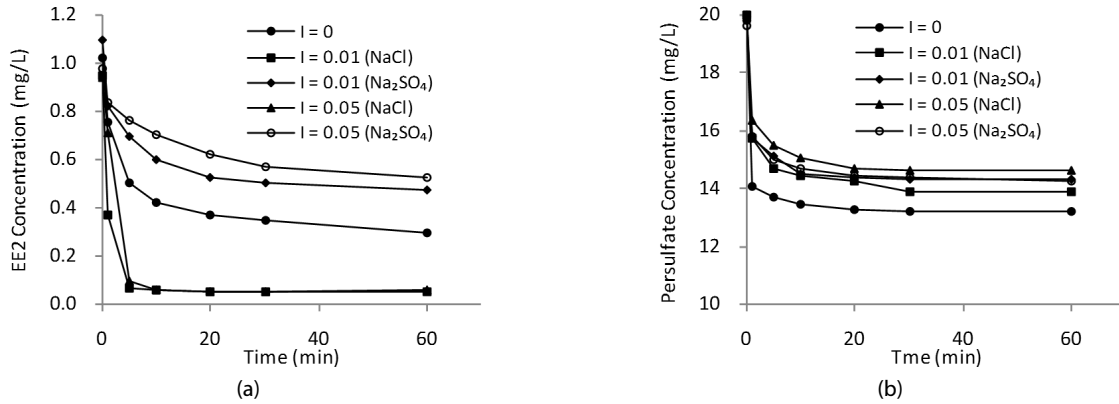 EE2 Concentration (mg/L)
1.2
1.0
0.8
0.6
0.4
0.2
0.0
0
20
40
60
Time (min)
I = 0
I = 0.01 (NaCl)
I = 0.01 (Na₂SO₄)
I = 0.05 (NaCl)
I = 0.05 (Na₂SO₄)
(a)
Persulfate Concentration (mg/L)
20
18
16
14
12
10
0
20
40
60
Tme (min)
I = 0
I = 0.01 (NaCl)
I = 0.01 (Na₂SO₄)
I = 0.05 (NaCl)
I = 0.05 (Na₂SO₄)
(b)